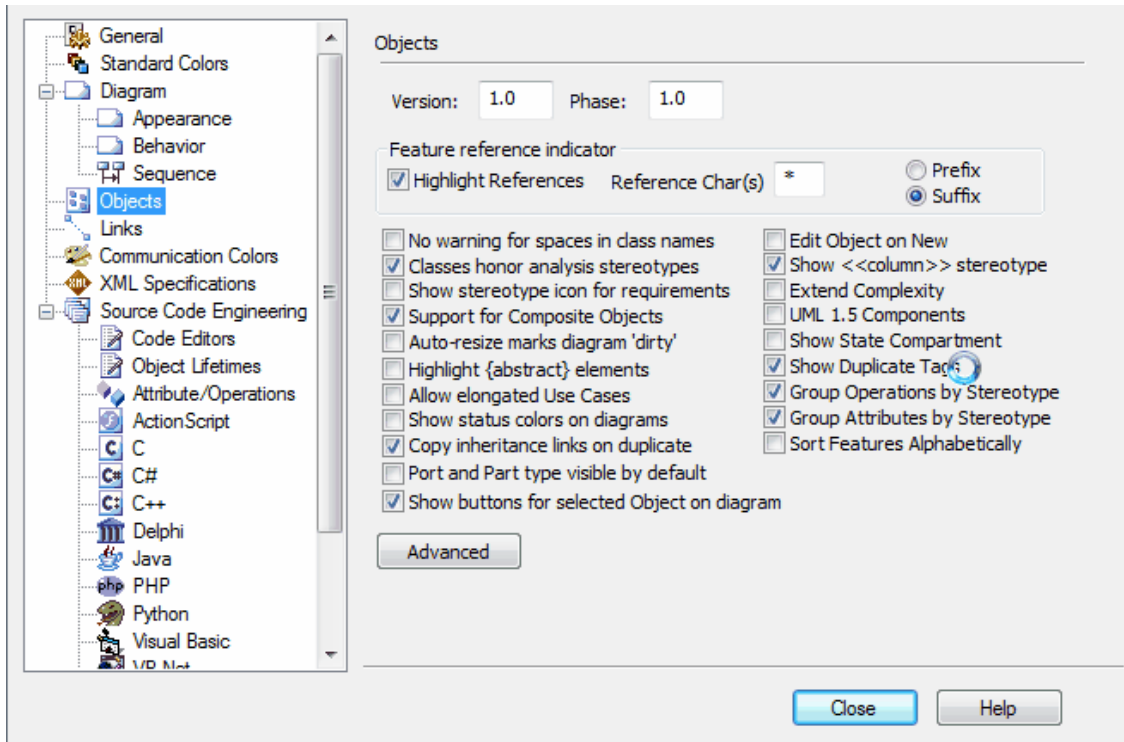 General
Standard Colors
Diagram
Appearance
Behavior
Sequence
Objects
Links
Communication Colors
XML Specifications
Source Code Engineering
Code Editors
Object Lifetimes
Attribute/Operations
ActionScript
C
C#
C++
Delphi
Java
php PHP
Python
Visual Basic
VB.Net
Objects
Version: 1.0 Phase: 1.0
Feature reference indicator
Highlight References Reference Char(s) * Prefix
Suffix
No warning for spaces in class names
Classes honor analysis stereotypes
Show stereotype icon for requirements
Support for Composite Objects
Auto-resize marks diagram 'dirty'
Highlight {abstract} elements
Allow elongated Use Cases
Show status colors on diagrams
Copy inheritance links on duplicate
Port and Part type visible by default
Show buttons for selected Object on diagram
Edit Object on New
Show <<column>> stereotype
Extend Complexity
UML 1.5 Components
Show State Compartment
Show Duplicate Tags
Group Operations by Stereotype
Group Attributes by Stereotype
Sort Features Alphabetically
Advanced
Close Help